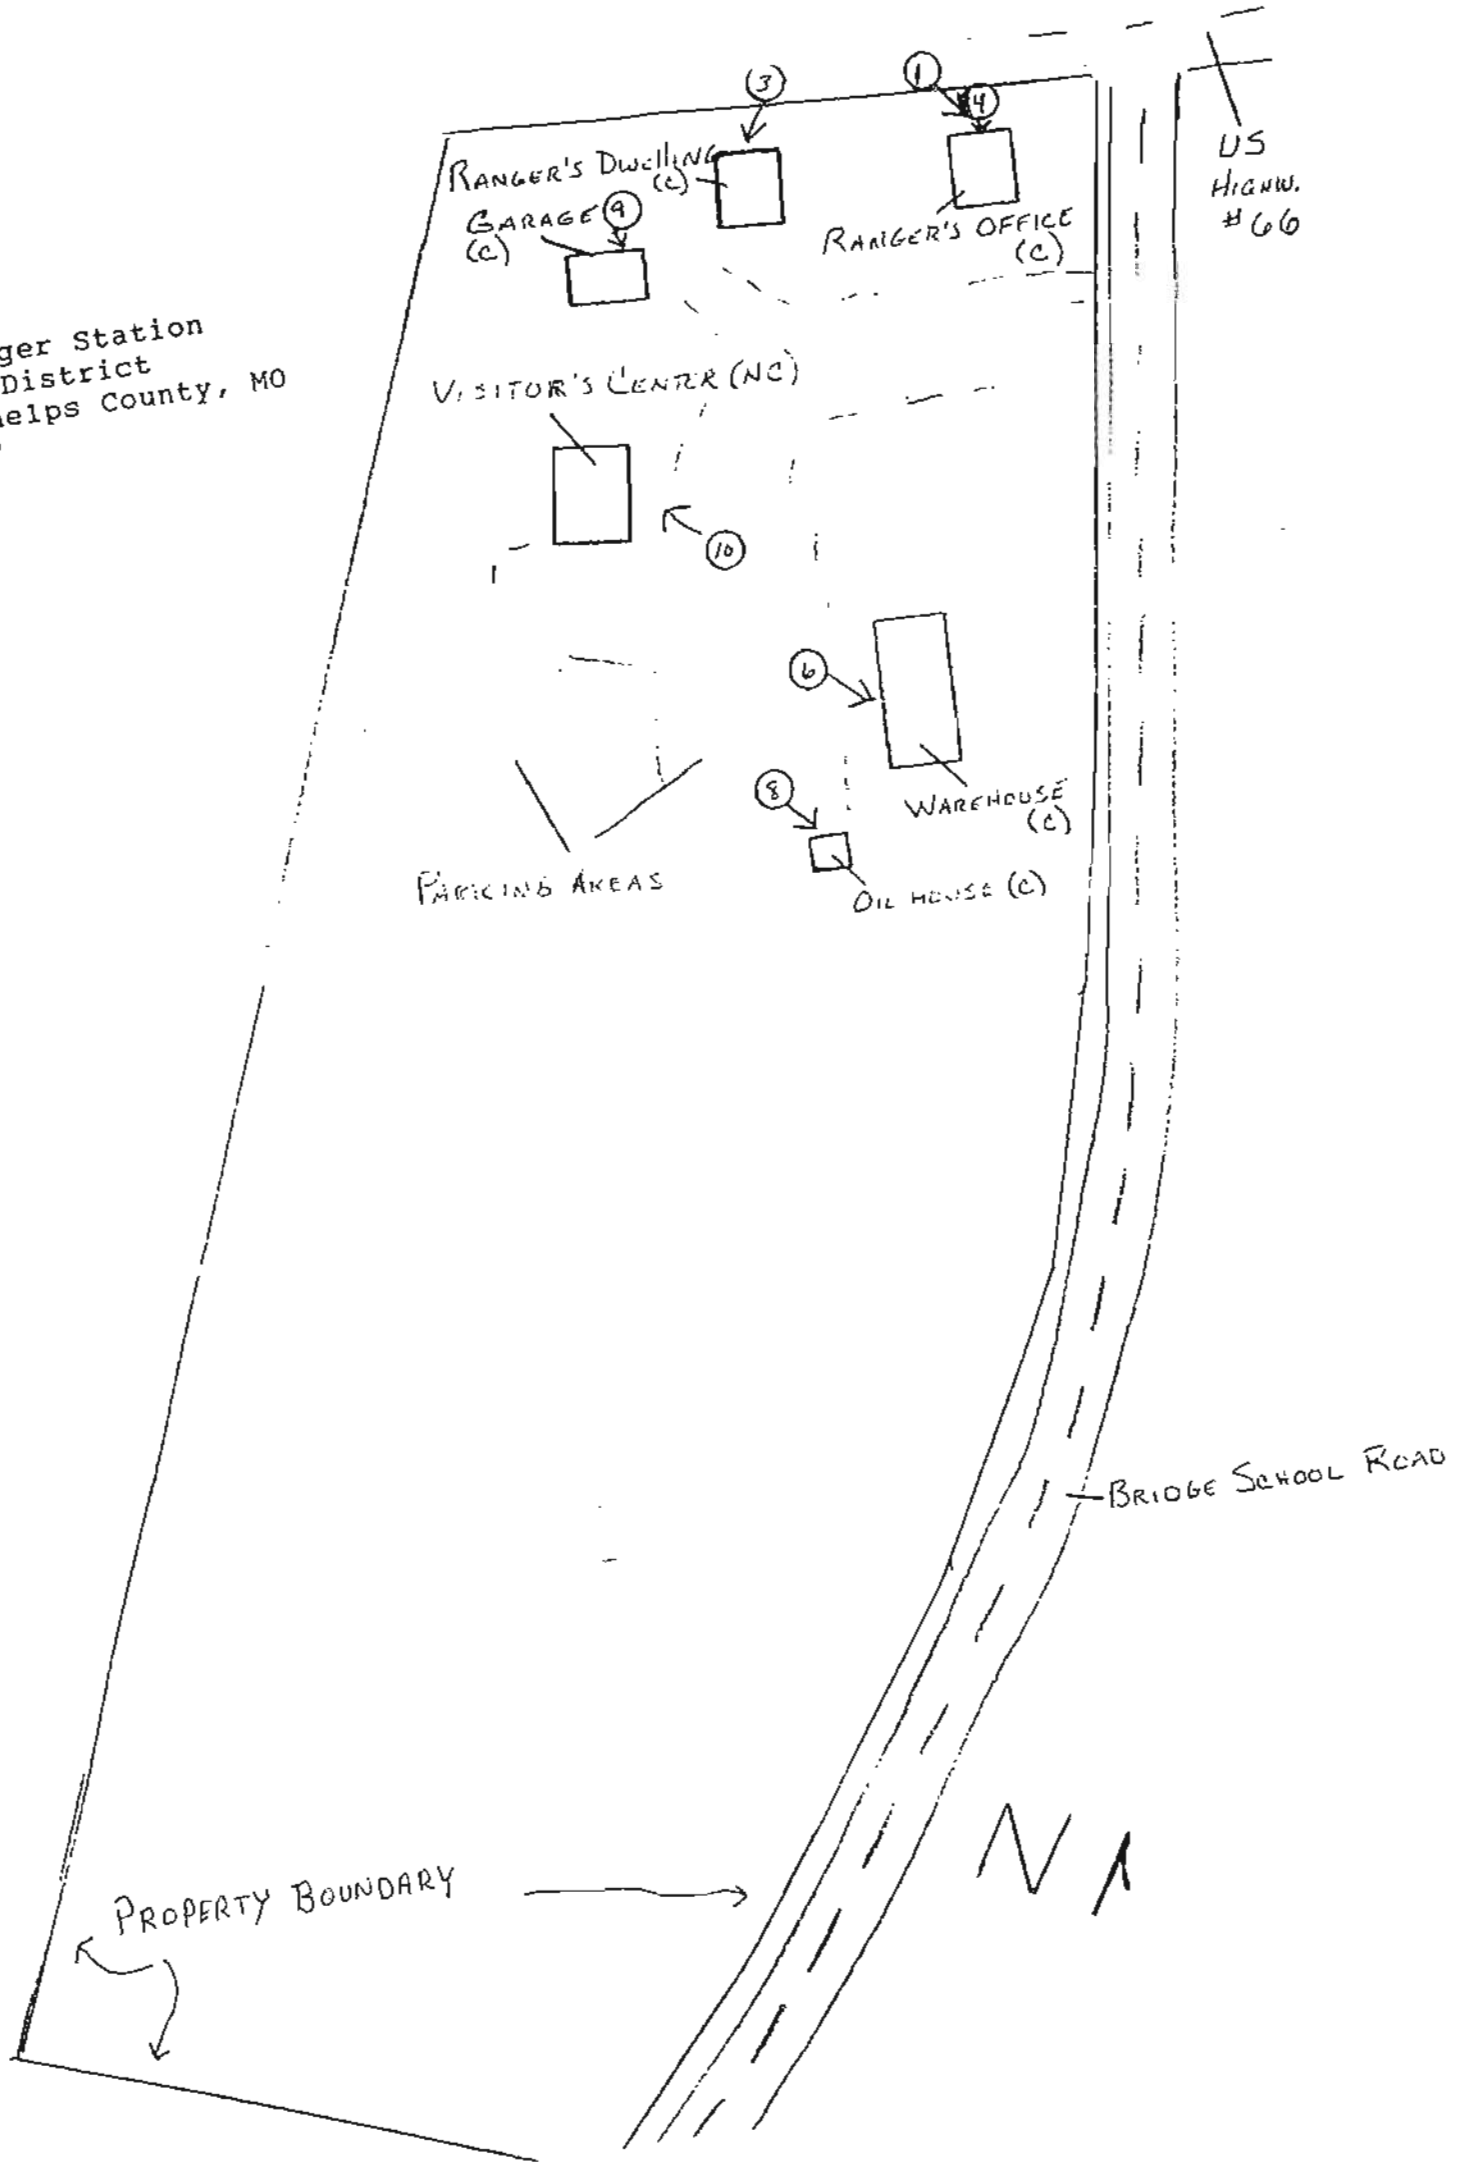 3
1
4
US
HIGHW.
#66
RANGER'S DWELLING
(C)
GARAGE 9
(C)
RANGER'S OFFICE
(C)
ger Station
District
elps County, MO
VISITOR'S CENTER (NC)
10
6
8
WAREHOUSE
(C)
PARKING AREAS
OIL HOUSE (C)
BRIDGE SCHOOL ROAD
N
PROPERTY BOUNDARY